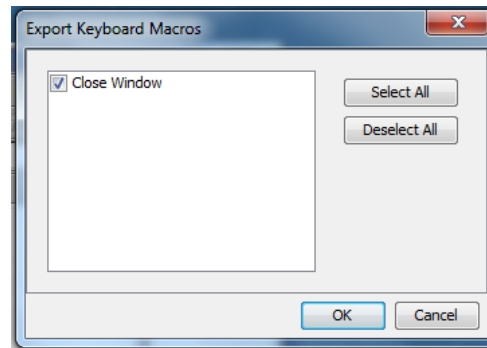 Export Keyboard Macros
Close Window
Select All
Deselect All
OK
Cancel